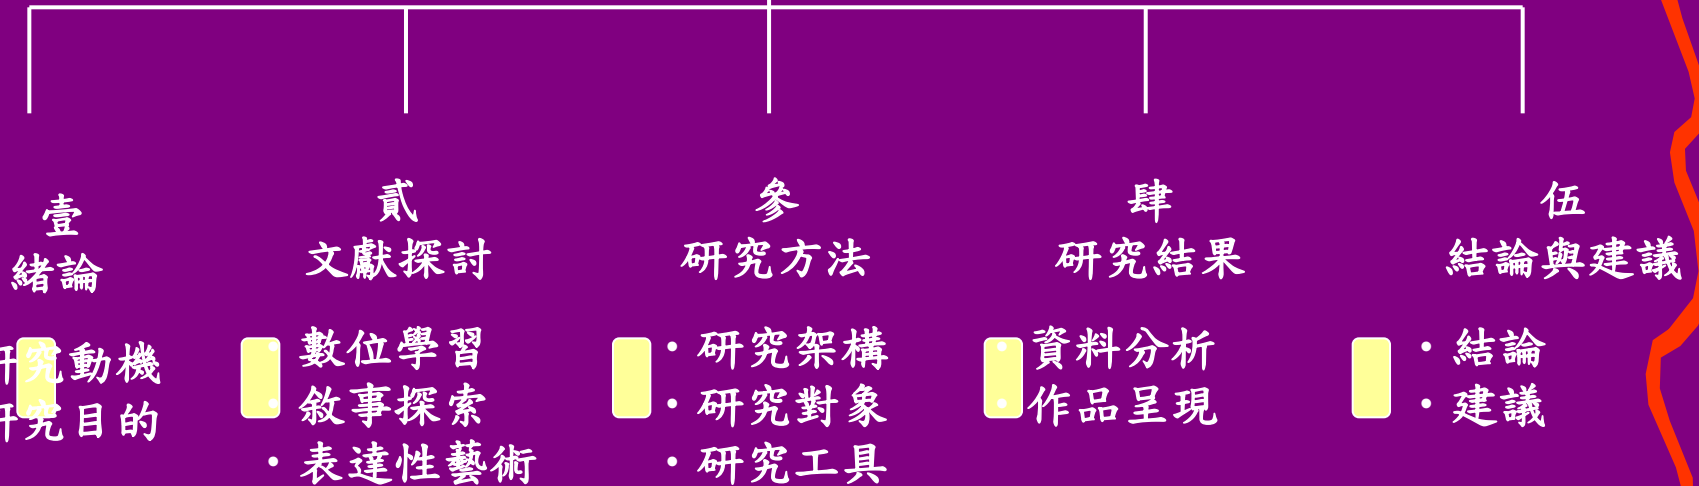 壹
緒論
研究動機
研究目的
貳
文獻探討
• 數位學習
• 敘事探索
• 表達性藝術
參
研究方法
• 研究架構
• 研究對象
• 研究工具
肆
研究結果
• 資料分析
• 作品呈現
伍
結論與建議
• 結論
• 建議